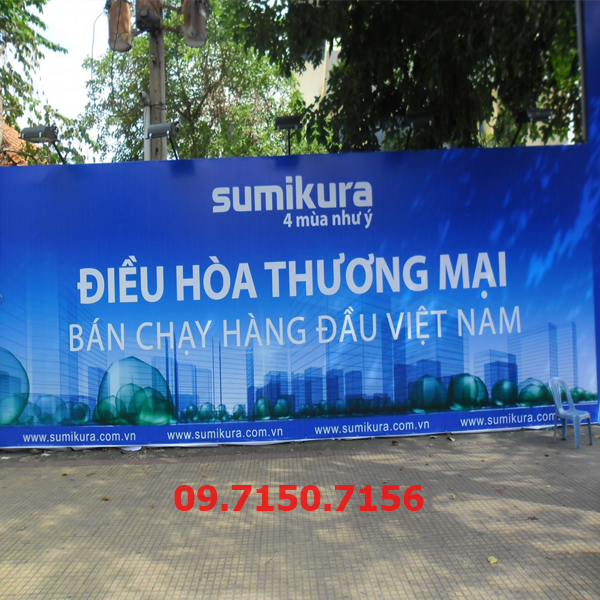 sumikura
4 mùa như ý
ĐIỀU HÒA THƯƠNG MẠI
BÁN CHẠY HÀNG ĐẦU VIỆT NAM
www.sumikura.com.vn www.sumikura.com.vn www.sumikura.com.vn www.sumikura.com.vn
09.7150.7156